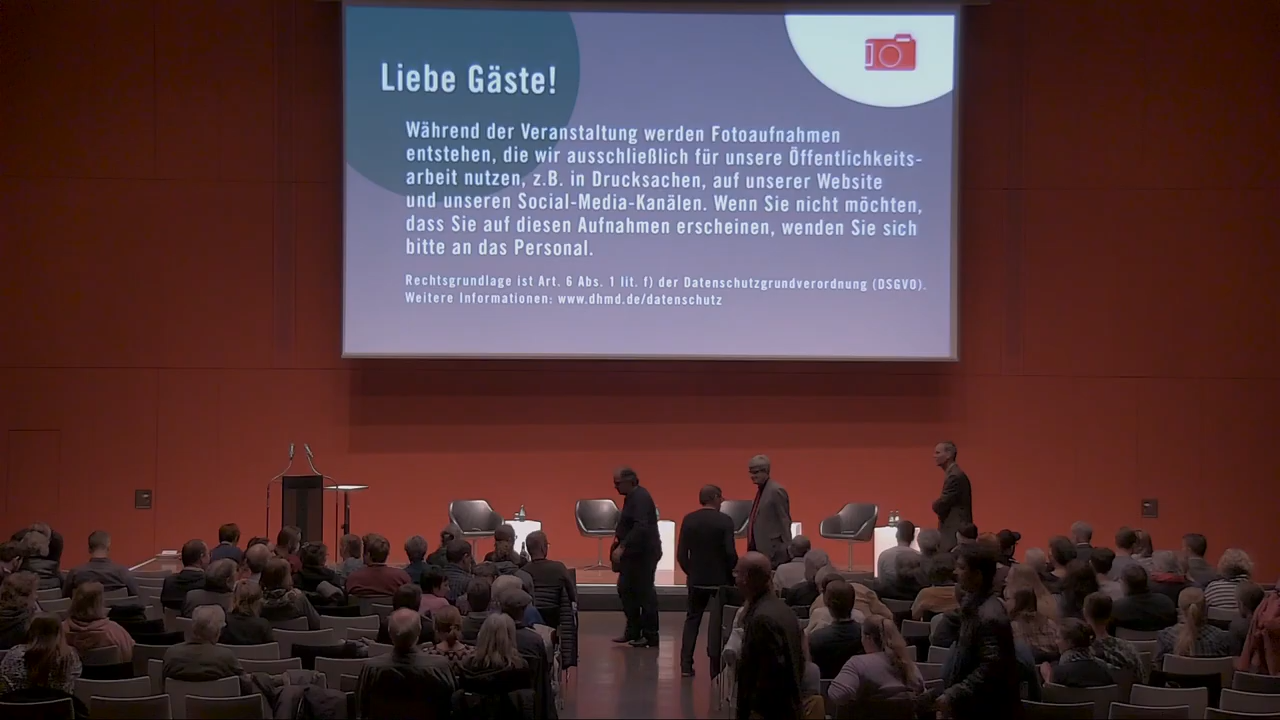 Liebe Gäste!
Während der Veranstaltung werden Fotoaufnahmen
entstehen, die wir ausschließlich für unsere Öffentlichkeits-
arbeit nutzen, z.B. in Drucksachen, auf unserer Website
und unseren Social-Media-Kanälen. Wenn Sie nicht möchten,
dass Sie auf diesen Aufnahmen erscheinen, wenden Sie sich
bitte an das Personal.
Rechtsgrundlage ist Art. 6 Abs. 1 lit. f) der Datenschutzgrundverordnung (DSGVO).
Weitere Informationen: www.dhmd.de/datenschutz